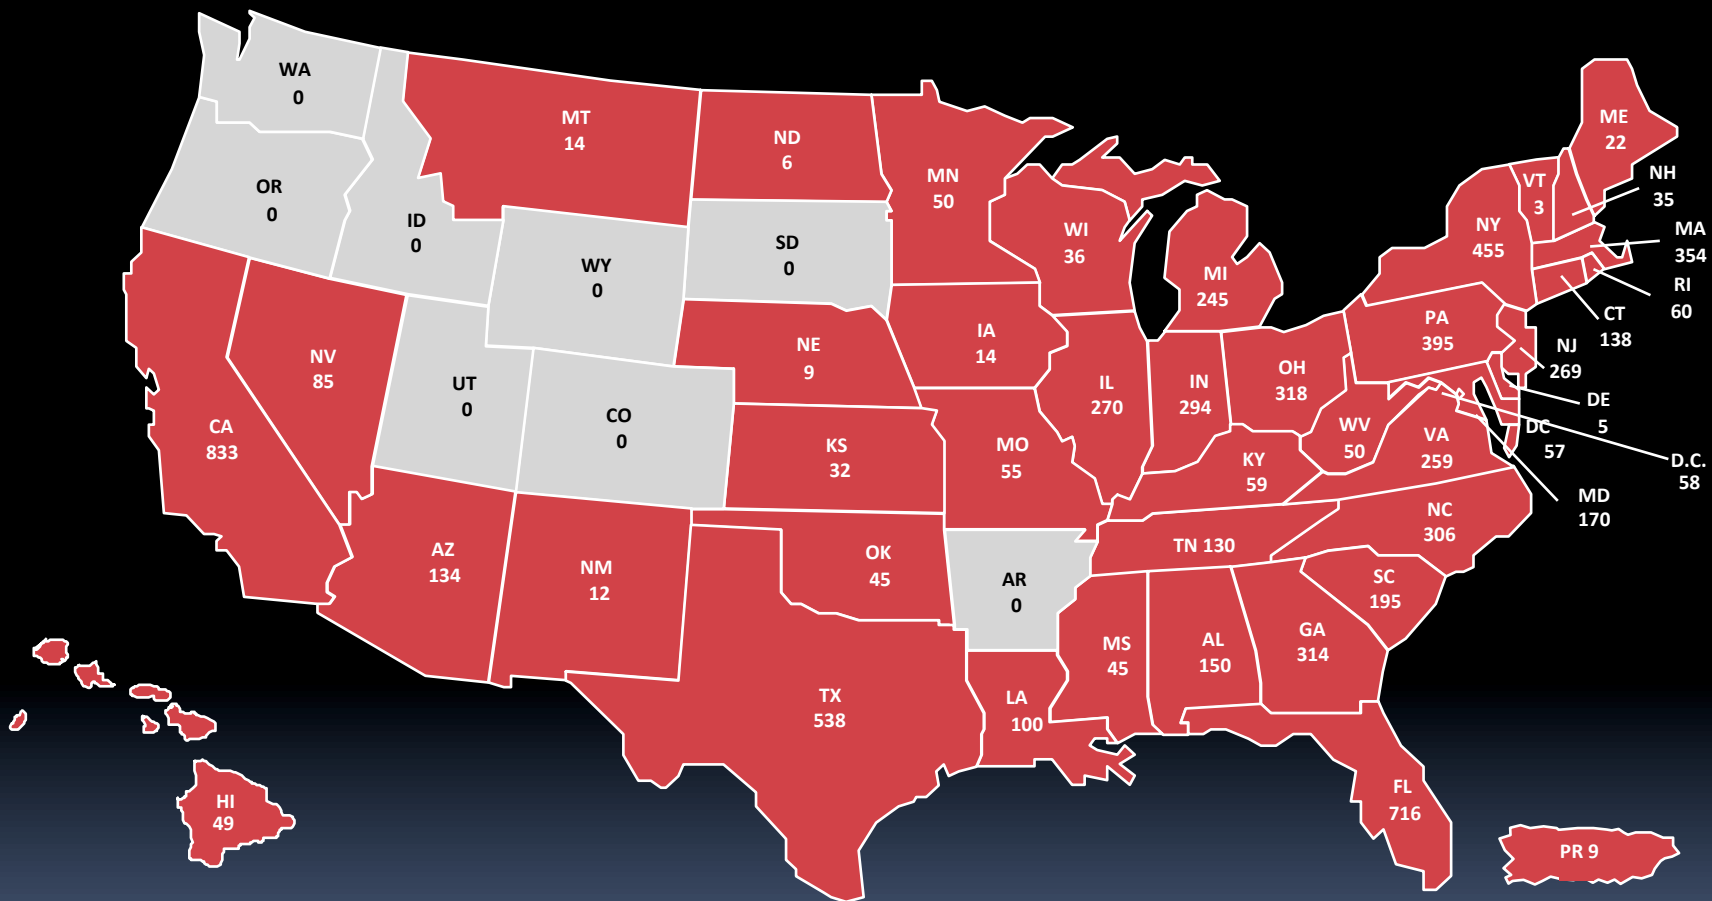 WA
0
OR
0
ID
0
MT
14
ND
6
MN
50
WI
36
MI
245
ME
22
VT
3
NH
35
NY
455
MA
354
RI
60
CT
138
PA
395
NJ
269
DE
5
DC
57
D.C.
58
MD
170
WY
0
SD
0
NE
9
IA
14
IL
270
IN
294
OH
318
WV
50
VA
259
CA
833
NV
85
UT
0
CO
0
KS
32
MO
55
KY
59
NC
306
TN 130
SC
195
AZ
134
NM
12
OK
45
AR
0
MS
45
AL
150
GA
314
TX
538
LA
100
FL
716
HI
49
PR 9